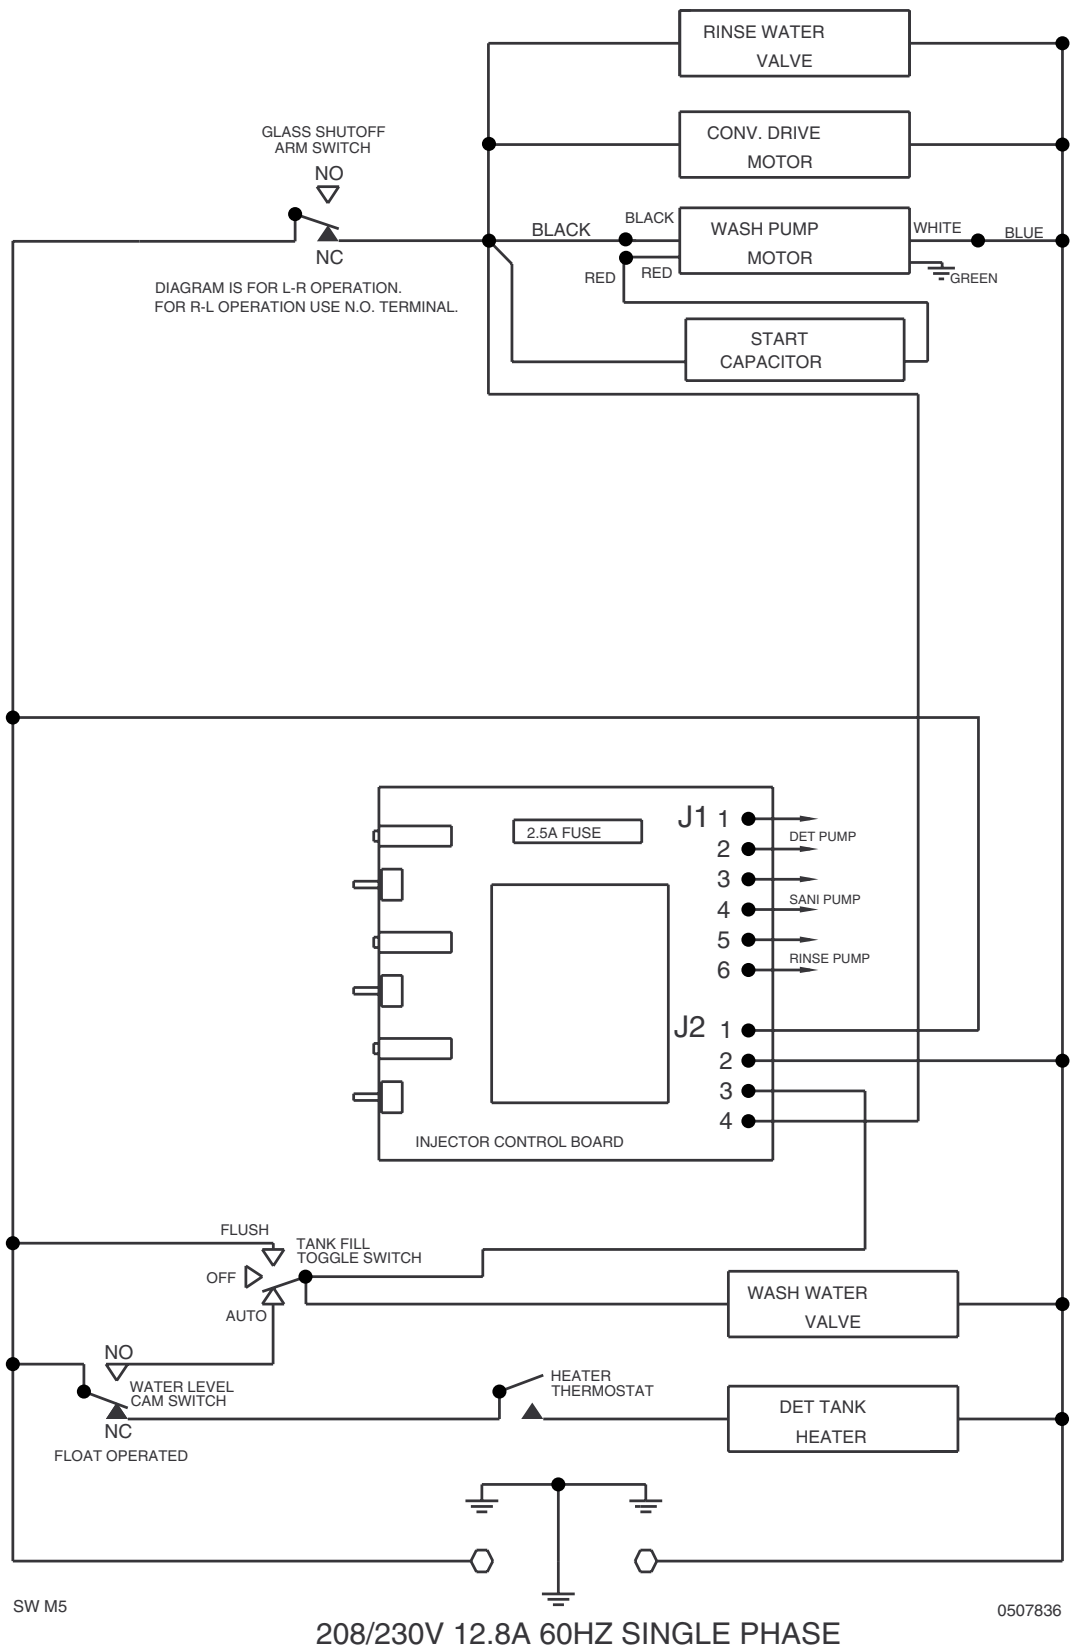 RINSE WATER
VALVE
GLASS SHUTOFF
ARM SWITCH
NO
NC
CONV. DRIVE
MOTOR
BLACK
BLACK
WASH PUMP
MOTOR
WHITE
BLUE
RED
RED
GREEN
DIAGRAM IS FOR L-R OPERATION.
FOR R-L OPERATION USE N.O. TERMINAL.
START
CAPACITOR
2.5A FUSE
J1 1
DET PUMP
2
3
SANI PUMP
4
5
RINSE PUMP
6
J2 1
2
3
4
INJECTOR CONTROL BOARD
FLUSH
TANK FILL
TOGGLE SWITCH
OFF
AUTO
WASH WATER
VALVE
NO
WATER LEVEL
CAM SWITCH
NC
FLOAT OPERATED
HEATER
THERMOSTAT
DET TANK
HEATER
SW M5
0507836
208/230V 12.8A 60HZ SINGLE PHASE